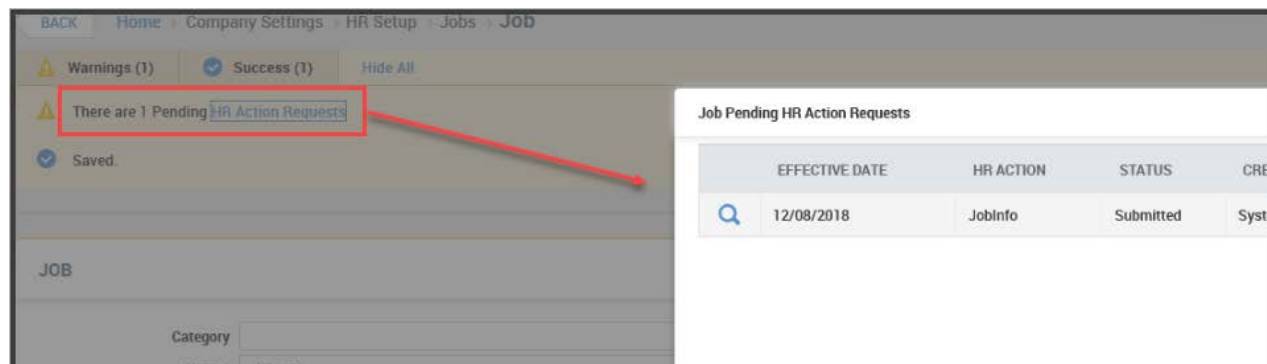 BACK Home Company Settings HR Setup Jobs Job
Warnings (1) Success (1) Hide All
There are 1 Pending HR Action Requests
Saved.
Job Pending HR Action Requests
EFFECTIVE DATE HR ACTION STATUS CRE
12/08/2018 JobInfo Submitted Syst
JOB
Category